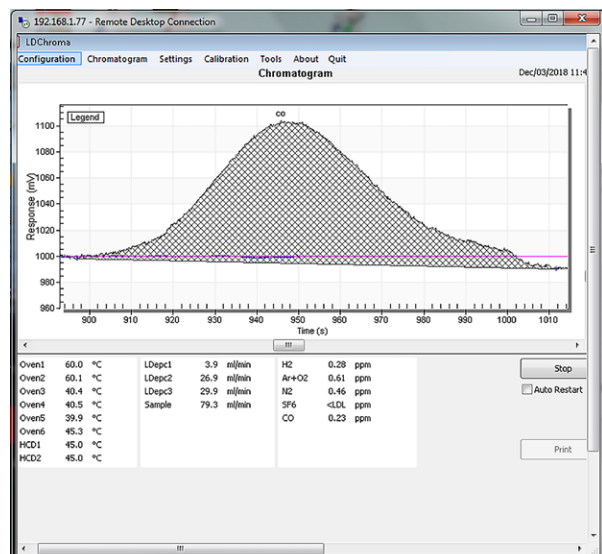 192.168.1.77 - Remote Desktop Connection
LDChroma
Configuration Chromatogram Settings Calibration Tools About Quit
Chromatogram Dec/03/2018 11:4
Legend
CO
Response (mV)
1100
1080
1060
1040
1020
1000
980
960
900 910 920 930 940 950 960 970 980 990 1000 1010
Time (s)
Oven1 60.0 °C LDepc1 3.9 ml/min H2 0.28 ppm
Oven2 60.1 °C LDepc2 26.9 ml/min Ar+O2 0.61 ppm
Oven3 40.4 °C LDepc3 29.9 ml/min N2 0.46 ppm
Oven4 40.5 °C Sample 79.3 ml/min SF6 <LDL ppm
Oven5 39.9 °C CO 0.23 ppm
Oven6 45.3 °C
HCD1 45.0 °C
HCD2 45.0 °C
Stop
Auto Restart
Print